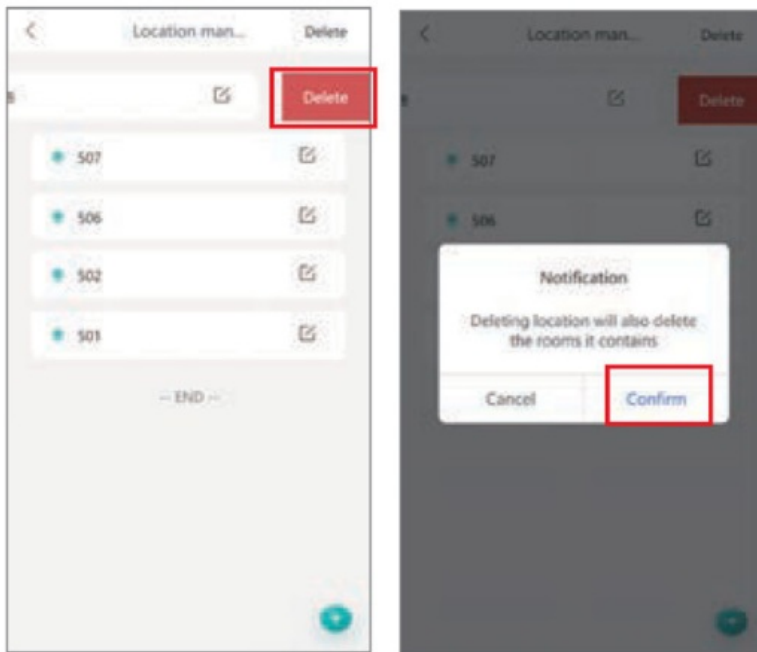 Location man... Delete
8 Delete
507
506
502
501
-- END --
Location man... Delete
Delete
507
506
Notification
Deleting location will also delete
the rooms it contains
Cancel Confirm